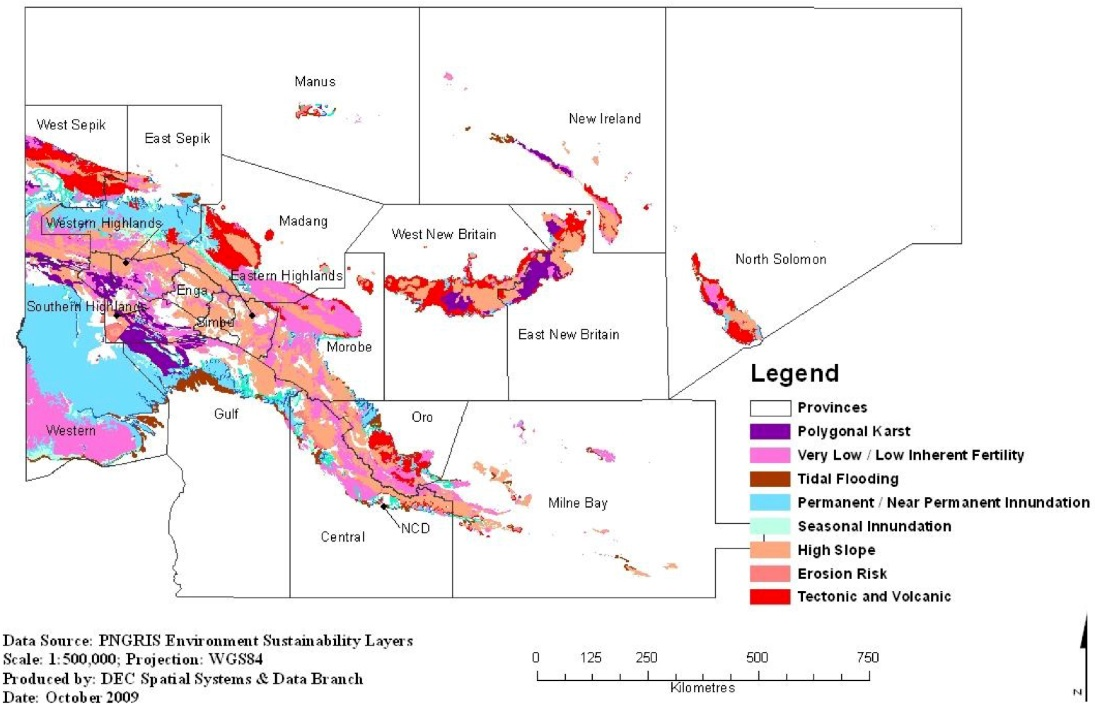 Manus
New Ireland
West Sepik
East Sepik
Madang
Western Highlands
West New Britain
North Solomon
Eastern Highlands
Enga
Southern Highlands
Simbu
East New Britain
Morobe
Gulf
Oro
Western
Milne Bay
NCD
Central
Legend
Provinces
Polygonal Karst
Very Low / Low Inherent Fertility
Tidal Flooding
Permanent / Near Permanent Innundation
Seasonal Innundation
High Slope
Erosion Risk
Tectonic and Volcanic
Data Source: PNGRIS Environment Sustainability Layers
Scale: 1:500,000; Projection: WGS84
Produced by: DEC Spatial Systems & Data Branch
Date: October 2009
0 125 250 500 750
Kilometres
N